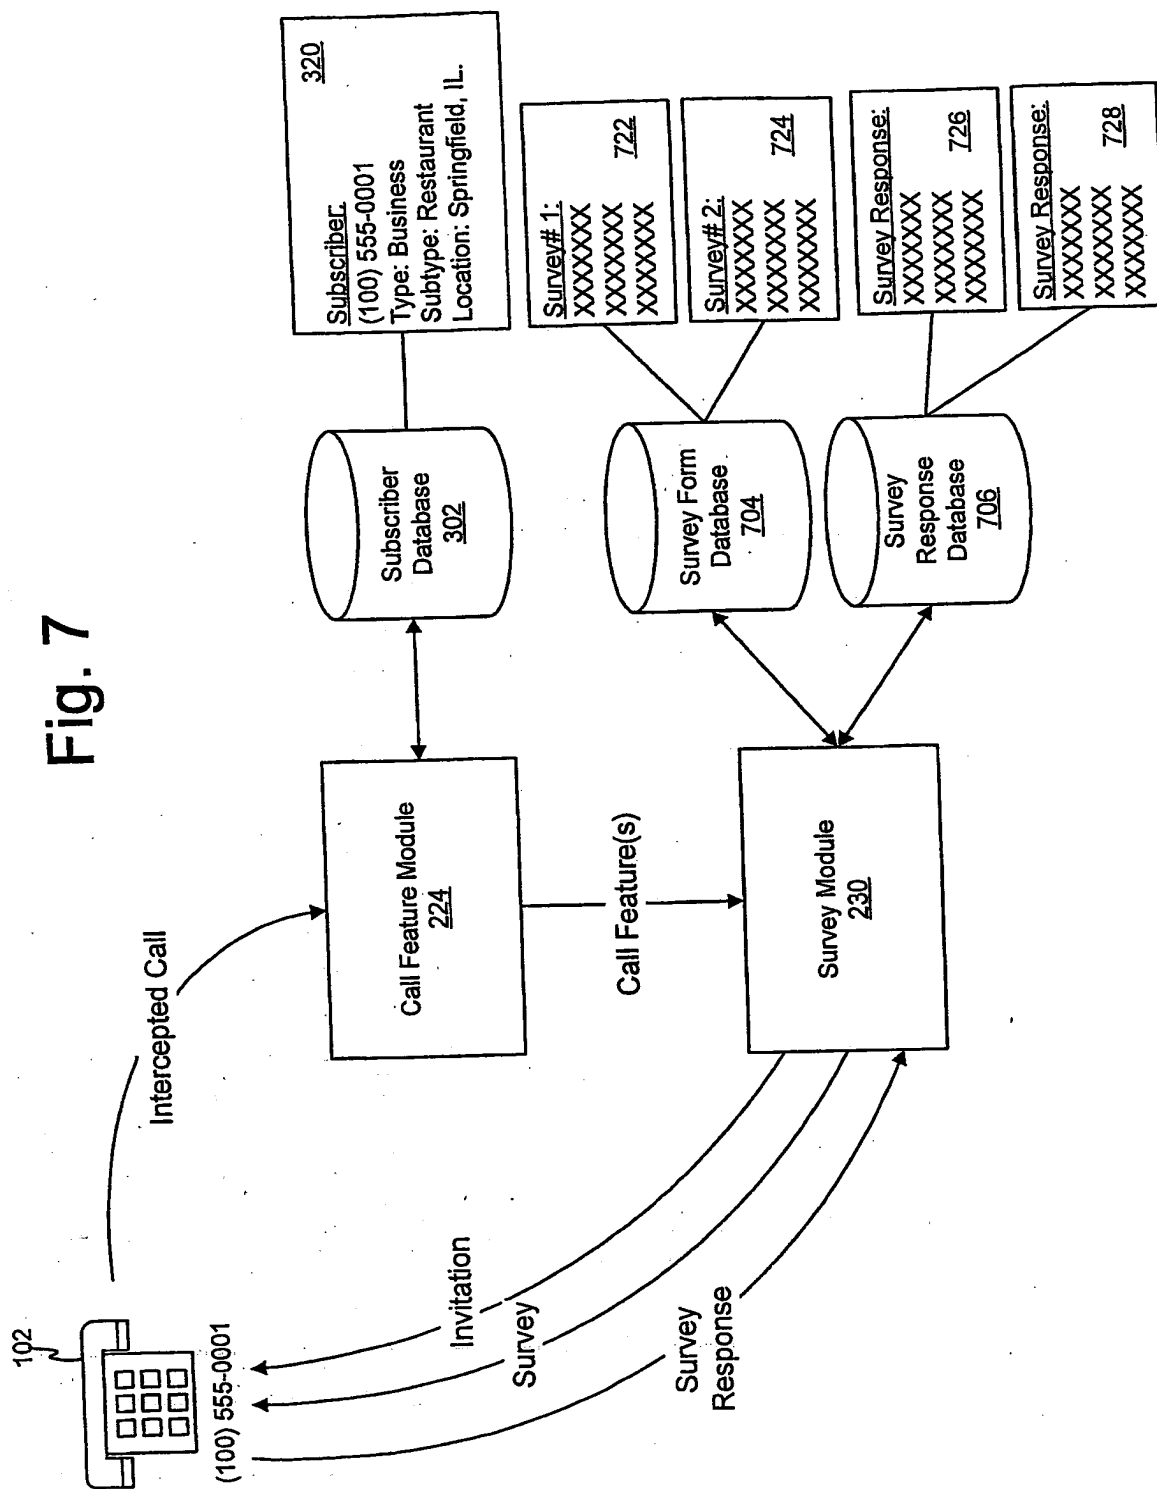 Fig. 7
102
(100) 555-0001
Intercepted Call
Call Feature Module
224
Subscriber
Database
302
Subscriber:
320
(100) 555-0001
Type: Business
Subtype: Restaurant
Location: Springfield, IL.
Call Feature(s)
Invitation
Survey
Survey
Response
Survey Module
230
Survey Form
Database
704
Survey# 1:
XXXXXXX
XXXXXXX
XXXXXXX
722
Survey# 2:
XXXXXXX
XXXXXXX
XXXXXXX
724
Survey
Response
Database
706
Survey Response:
XXXXXXX
XXXXXXX
XXXXXXX
726
Survey Response:
XXXXXXX
XXXXXXX
XXXXXXX
728